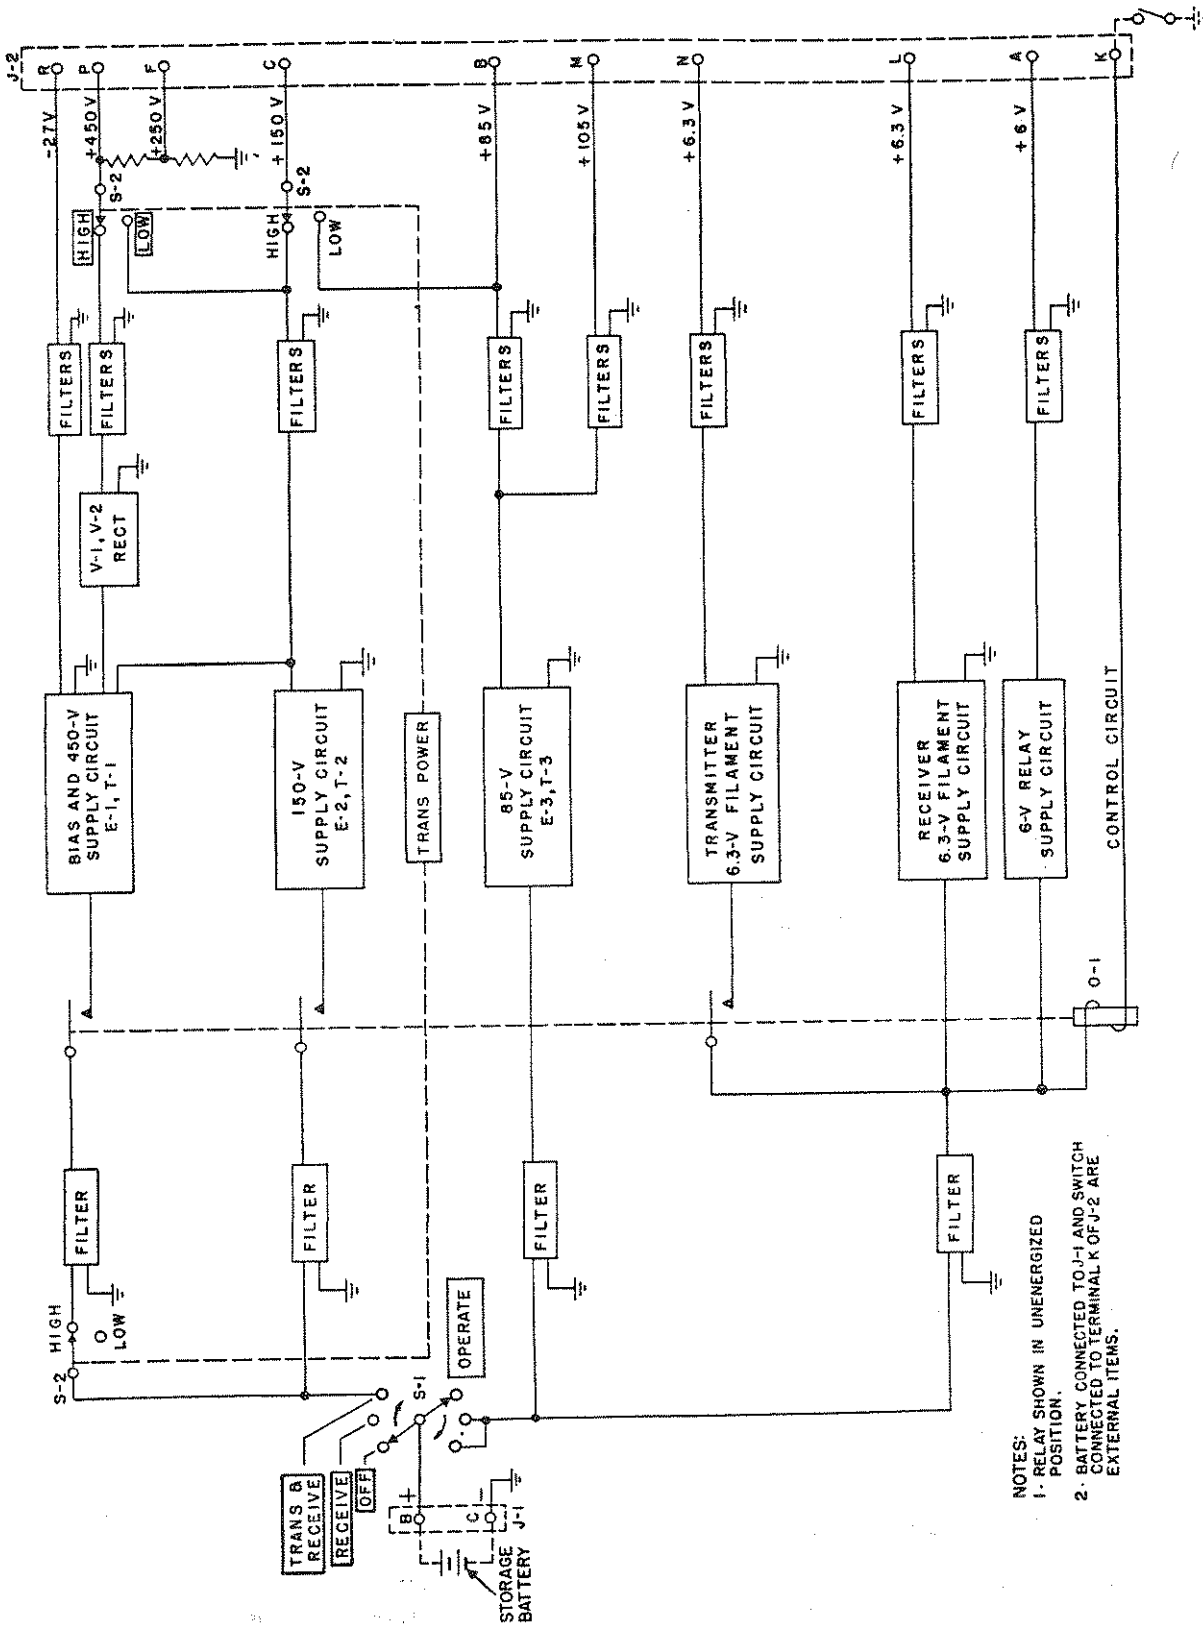 J-2
R
P
F
C
B
M
N
L
A
K
-27V
+450V
+250V
+150V
+85V
+105V
+6.3V
+6.3V
+6V
S-2
S-2
HIGH
LOW
HIGH
LOW
FILTERS
FILTERS
FILTERS
FILTERS
FILTERS
FILTERS
FILTERS
FILTERS
V-1, V-2
RECT
BIAS AND 450-V
SUPPLY CIRCUIT
E-1, T-1
150-V
SUPPLY CIRCUIT
E-2, T-2
TRANS POWER
85-V
SUPPLY CIRCUIT
E-3, T-3
TRANSMITTER
6.3-V FILAMENT
SUPPLY CIRCUIT
RECEIVER
6.3-V FILAMENT
SUPPLY CIRCUIT
6-V RELAY
SUPPLY CIRCUIT
CONTROL CIRCUIT
O-1
FILTER
FILTER
FILTER
FILTER
S-2
HIGH
LOW
S-1
OPERATE
TRANS &
RECEIVE
RECEIVE
OFF
+
B
-
C
J-1
STORAGE
BATTERY
NOTES:
1. RELAY SHOWN IN UNENERGIZED
POSITION.
2. BATTERY CONNECTED TO J-1 AND SWITCH
CONNECTED TO TERMINAL K OF J-2 ARE
EXTERNAL ITEMS.